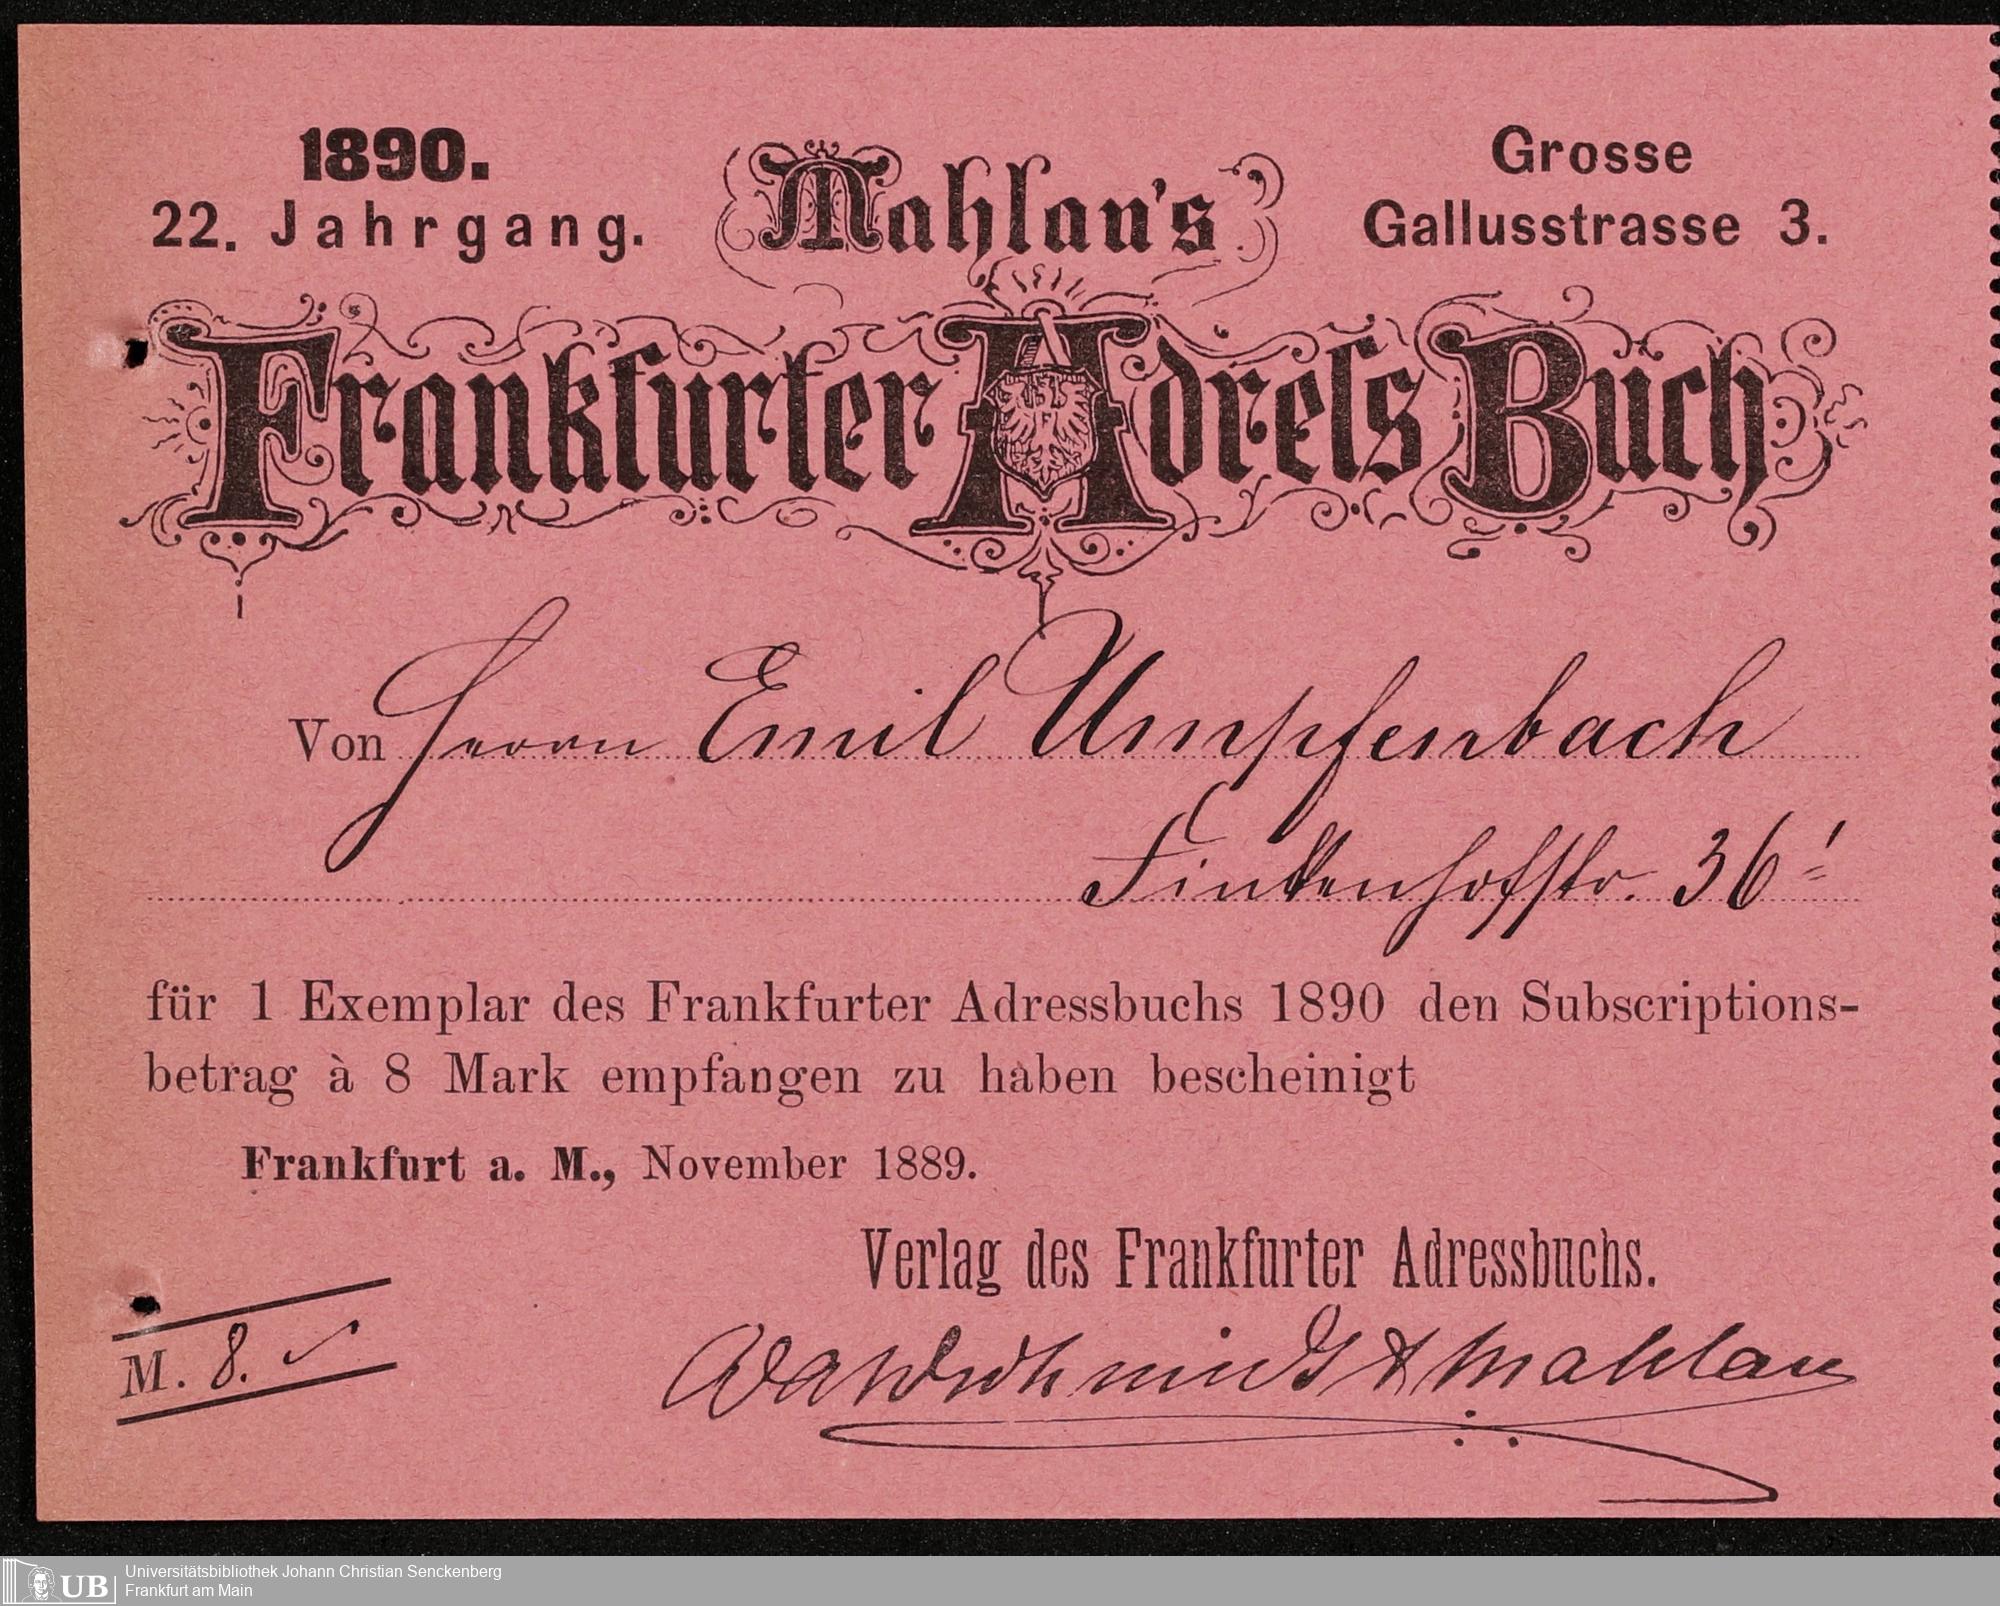 1890.
22. Jahrgang.
Mahlau's
Grosse
Gallusstrasse 3.
Frankfurter Adreſs Buch
Von Herrn Emil Umpfenbach
Finkenhofstr. 36
für 1 Exemplar des Frankfurter Adressbuchs 1890 den Subscriptions-
betrag à 8 Mark empfangen zu haben bescheinigt
Frankfurt a. M., November 1889.
Verlag des Frankfurter Adressbuchs.
M. 8.
Waldschmidt & Mahlau
UB
Universitätsbibliothek Johann Christian Senckenberg
Frankfurt am Main